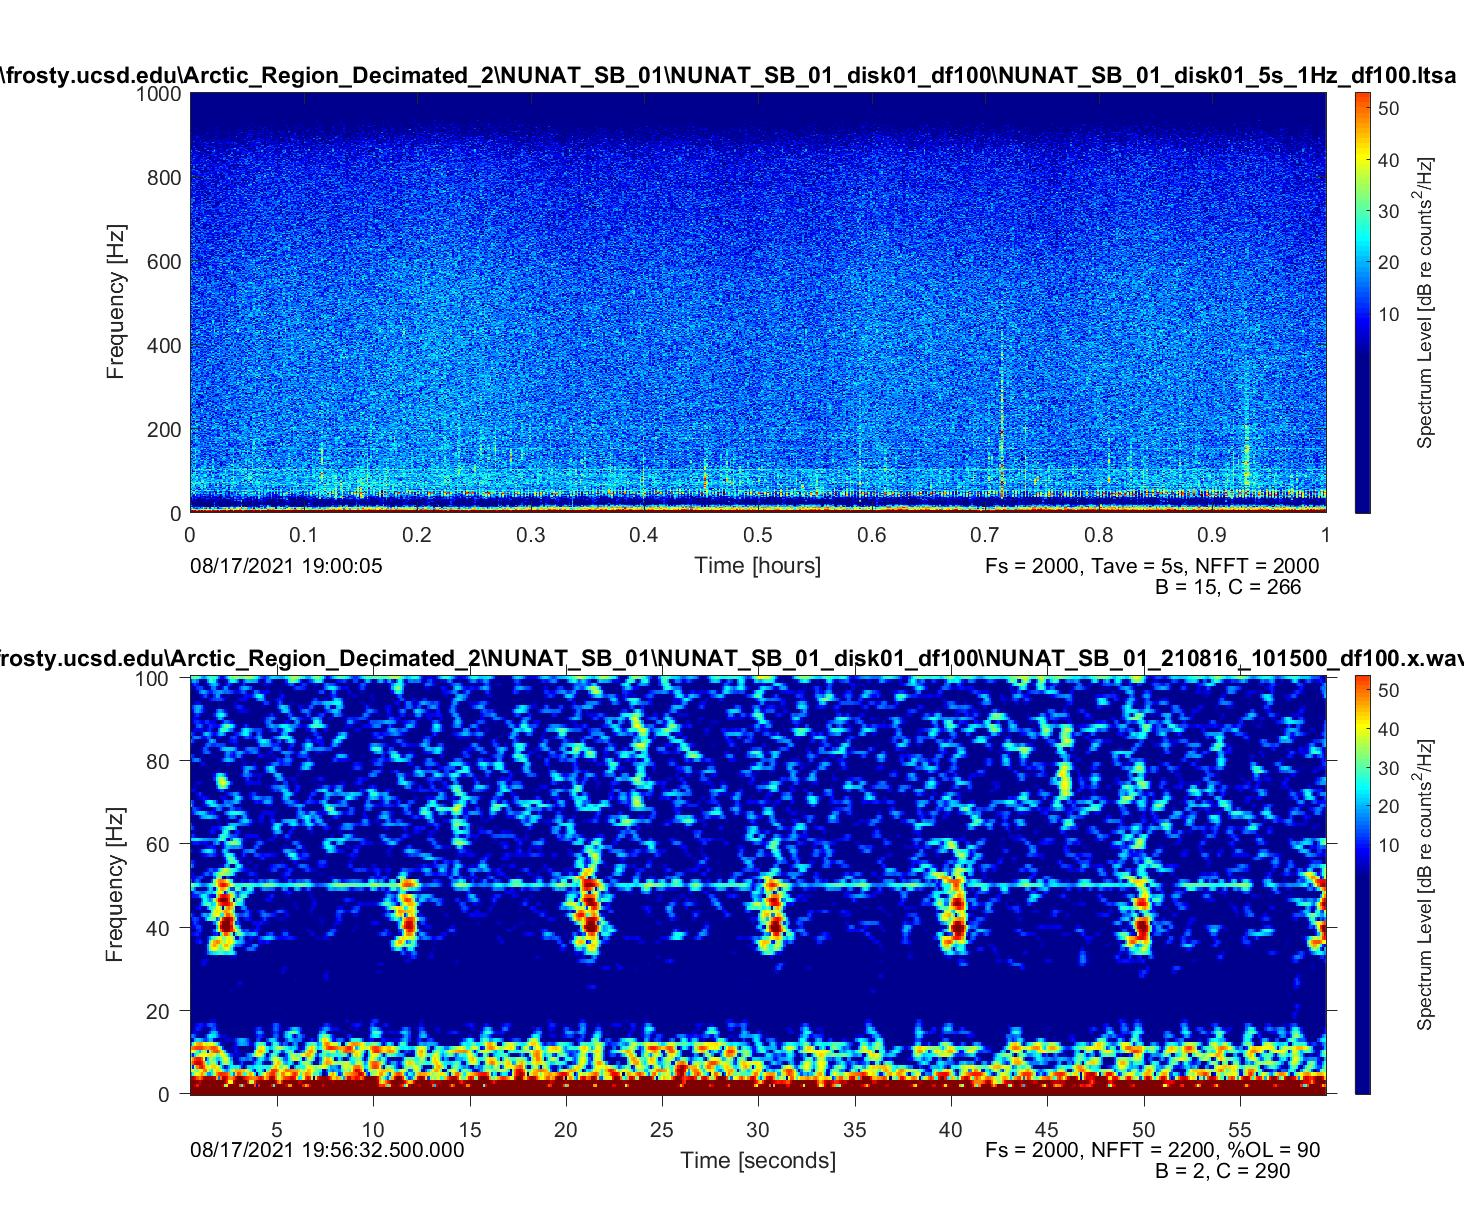 \frosty.ucsd.edu\Arctic_Region_Decimated_2\NUNAT_SB_01\NUNAT_SB_01_disk01_df100\NUNAT_SB_01_disk01_5s_1Hz_df100.ltsa
1000
800
600
400
200
0
Frequency [Hz]
0 0.1 0.2 0.3 0.4 0.5 0.6 0.7 0.8 0.9 1
Time [hours]
08/17/2021 19:00:05
Fs = 2000, Tave = 5s, NFFT = 2000
B = 15, C = 266
50
40
30
20
10
Spectrum Level [dB re counts²/Hz]
frosty.ucsd.edu\Arctic_Region_Decimated_2\NUNAT_SB_01\NUNAT_SB_01_disk01_df100\NUNAT_SB_01_210816_101500_df100.x.wav
100
80
60
40
20
0
Frequency [Hz]
5 10 15 20 25 30 35 40 45 50 55
Time [seconds]
08/17/2021 19:56:32.500.000
Fs = 2000, NFFT = 2200, %OL = 90
B = 2, C = 290
50
40
30
20
10
Spectrum Level [dB re counts²/Hz]